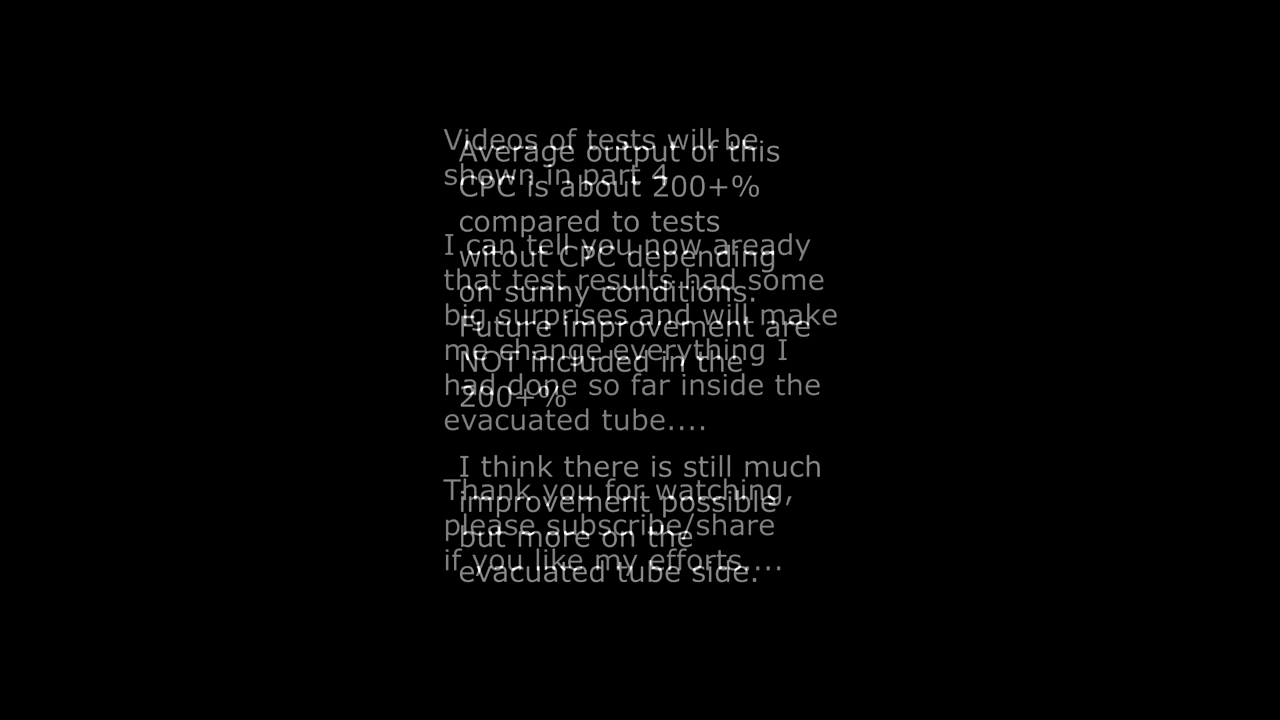 Videos of tests will be
shown in part 4
I can tell you now aready
that test results had some
big surprises and will make
me change everything I
had done so far inside the
evacuated tube....
Thank you for watching,
please subscribe/share
if you like my efforts.....
Average output of this
CPC is about 200+%
compared to tests
witout CPC depending
on sunny conditions.
Future improvement are
NOT included in the
200+%
I think there is still much
improvement possible
but more on the
evacuated tube side.